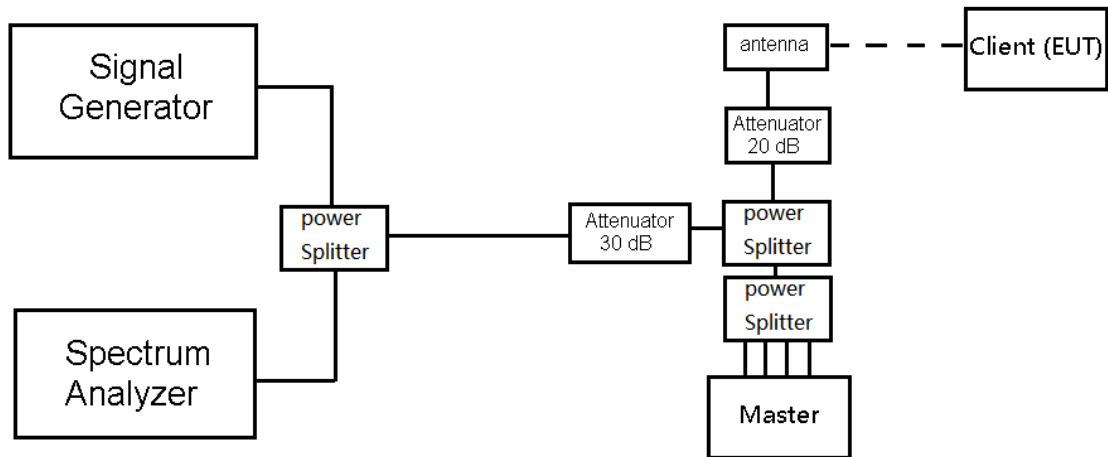 Signal
Generator
antenna
Client (EUT)
Attenuator
20 dB
power
Splitter
Attenuator
30 dB
power
Splitter
power
Splitter
Spectrum
Analyzer
Master